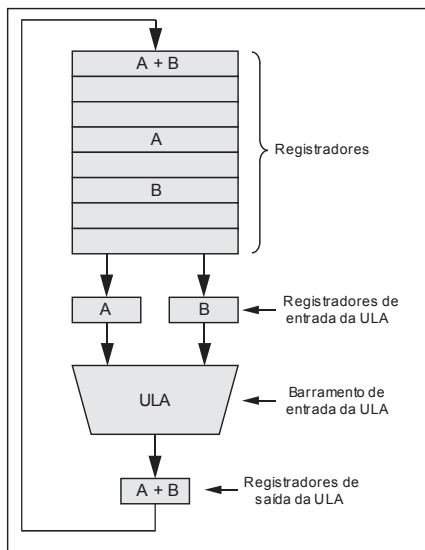 A + B
A
Registradores
B
A
B
Registradores de
entrada da ULA
ULA
Barramento de
entrada da ULA
A + B
Registradores de
saída da ULA